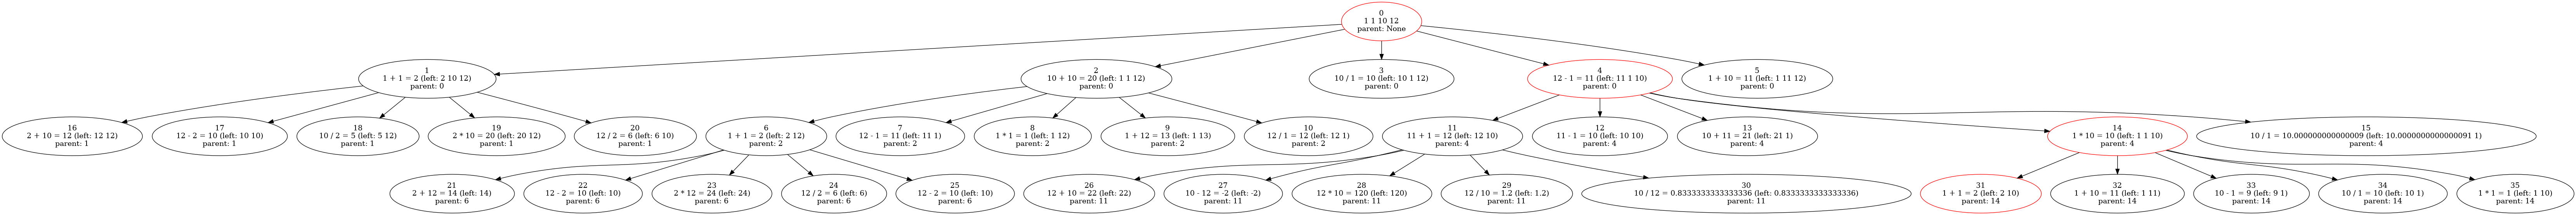 0
1 1 10 12
parent: None
1
1 + 1 = 2 (left: 2 10 12)
parent: 0
2
10 + 10 = 20 (left: 1 1 12)
parent: 0
3
10 / 1 = 10 (left: 10 1 12)
parent: 0
4
12 - 1 = 11 (left: 11 1 10)
parent: 0
5
1 + 10 = 11 (left: 1 11 12)
parent: 0
16
2 + 10 = 12 (left: 12 12)
parent: 1
17
12 - 2 = 10 (left: 10 10)
parent: 1
18
10 / 2 = 5 (left: 5 12)
parent: 1
19
2 * 10 = 20 (left: 20 12)
parent: 1
20
12 / 2 = 6 (left: 6 10)
parent: 1
6
1 + 1 = 2 (left: 2 12)
parent: 2
7
12 - 1 = 11 (left: 11 1)
parent: 2
8
1 * 1 = 1 (left: 1 12)
parent: 2
9
1 + 12 = 13 (left: 1 13)
parent: 2
10
12 / 1 = 12 (left: 12 1)
parent: 2
11
11 + 1 = 12 (left: 12 10)
parent: 4
12
11 - 1 = 10 (left: 10 10)
parent: 4
13
10 + 11 = 21 (left: 21 1)
parent: 4
14
1 * 10 = 10 (left: 1 1 10)
parent: 4
15
10 / 1 = 10.000000000000009 (left: 10.0000000000000091 1)
parent: 4
21
2 + 12 = 14 (left: 14)
parent: 6
22
12 - 2 = 10 (left: 10)
parent: 6
23
2 * 12 = 24 (left: 24)
parent: 6
24
12 / 2 = 6 (left: 6)
parent: 6
25
12 - 2 = 10 (left: 10)
parent: 6
26
12 + 10 = 22 (left: 22)
parent: 11
27
10 - 12 = -2 (left: -2)
parent: 11
28
12 * 10 = 120 (left: 120)
parent: 11
29
12 / 10 = 1.2 (left: 1.2)
parent: 11
30
10 / 12 = 0.8333333333333336 (left: 0.8333333333333336)
parent: 11
31
1 + 1 = 2 (left: 2 10)
parent: 14
32
1 + 10 = 11 (left: 1 11)
parent: 14
33
10 - 1 = 9 (left: 9 1)
parent: 14
34
10 / 1 = 10 (left: 10 1)
parent: 14
35
1 * 1 = 1 (left: 1 10)
parent: 14